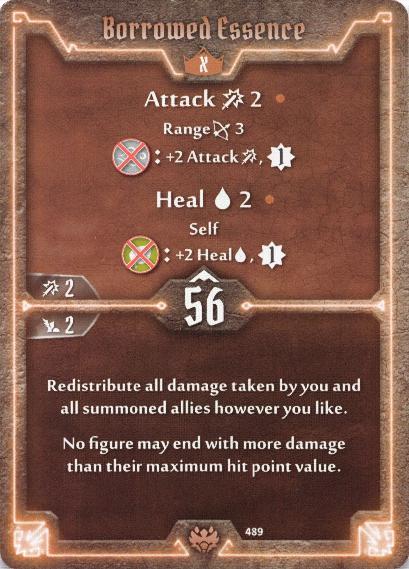 Borrowed Essence
X
Attack 2
Range 3
: +2 Attack, 1
Heal 2
Self
: +2 Heal, 1
2
56
2
Redistribute all damage taken by you and
all summoned allies however you like.
No figure may end with more damage
than their maximum hit point value.
489